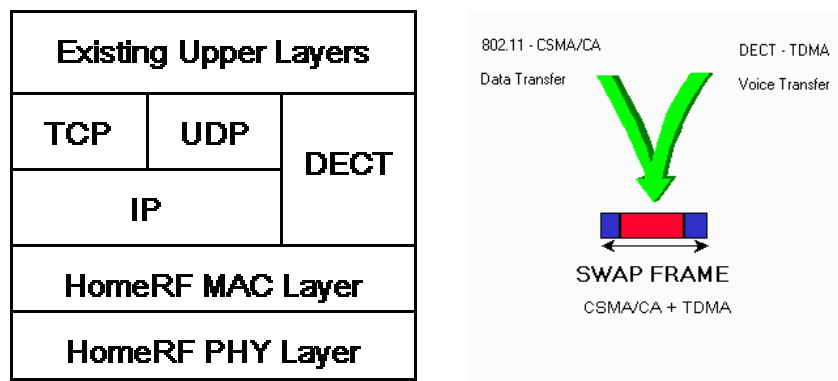 Existing Upper Layers
TCP
UDP
DECT
IP
HomeRF MAC Layer
HomeRF PHY Layer
802.11 - CSMA/CA
Data Transfer
DECT - TDMA
Voice Transfer
SWAP FRAME
CSMA/CA + TDMA